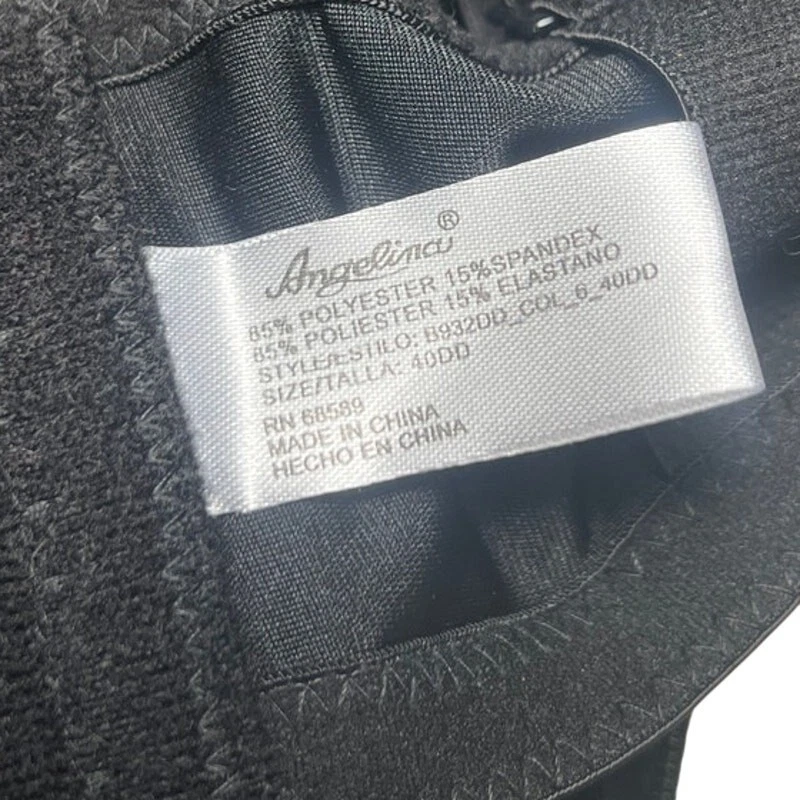 Angelina®
85% POLYESTER 15%SPANDEX
85% POLIESTER 15% ELASTANO
STYLE/ESTILO: B932DD_COL_6_40DD
SIZE/TALLA: 40DD
RN 68589
MADE IN CHINA
HECHO EN CHINA